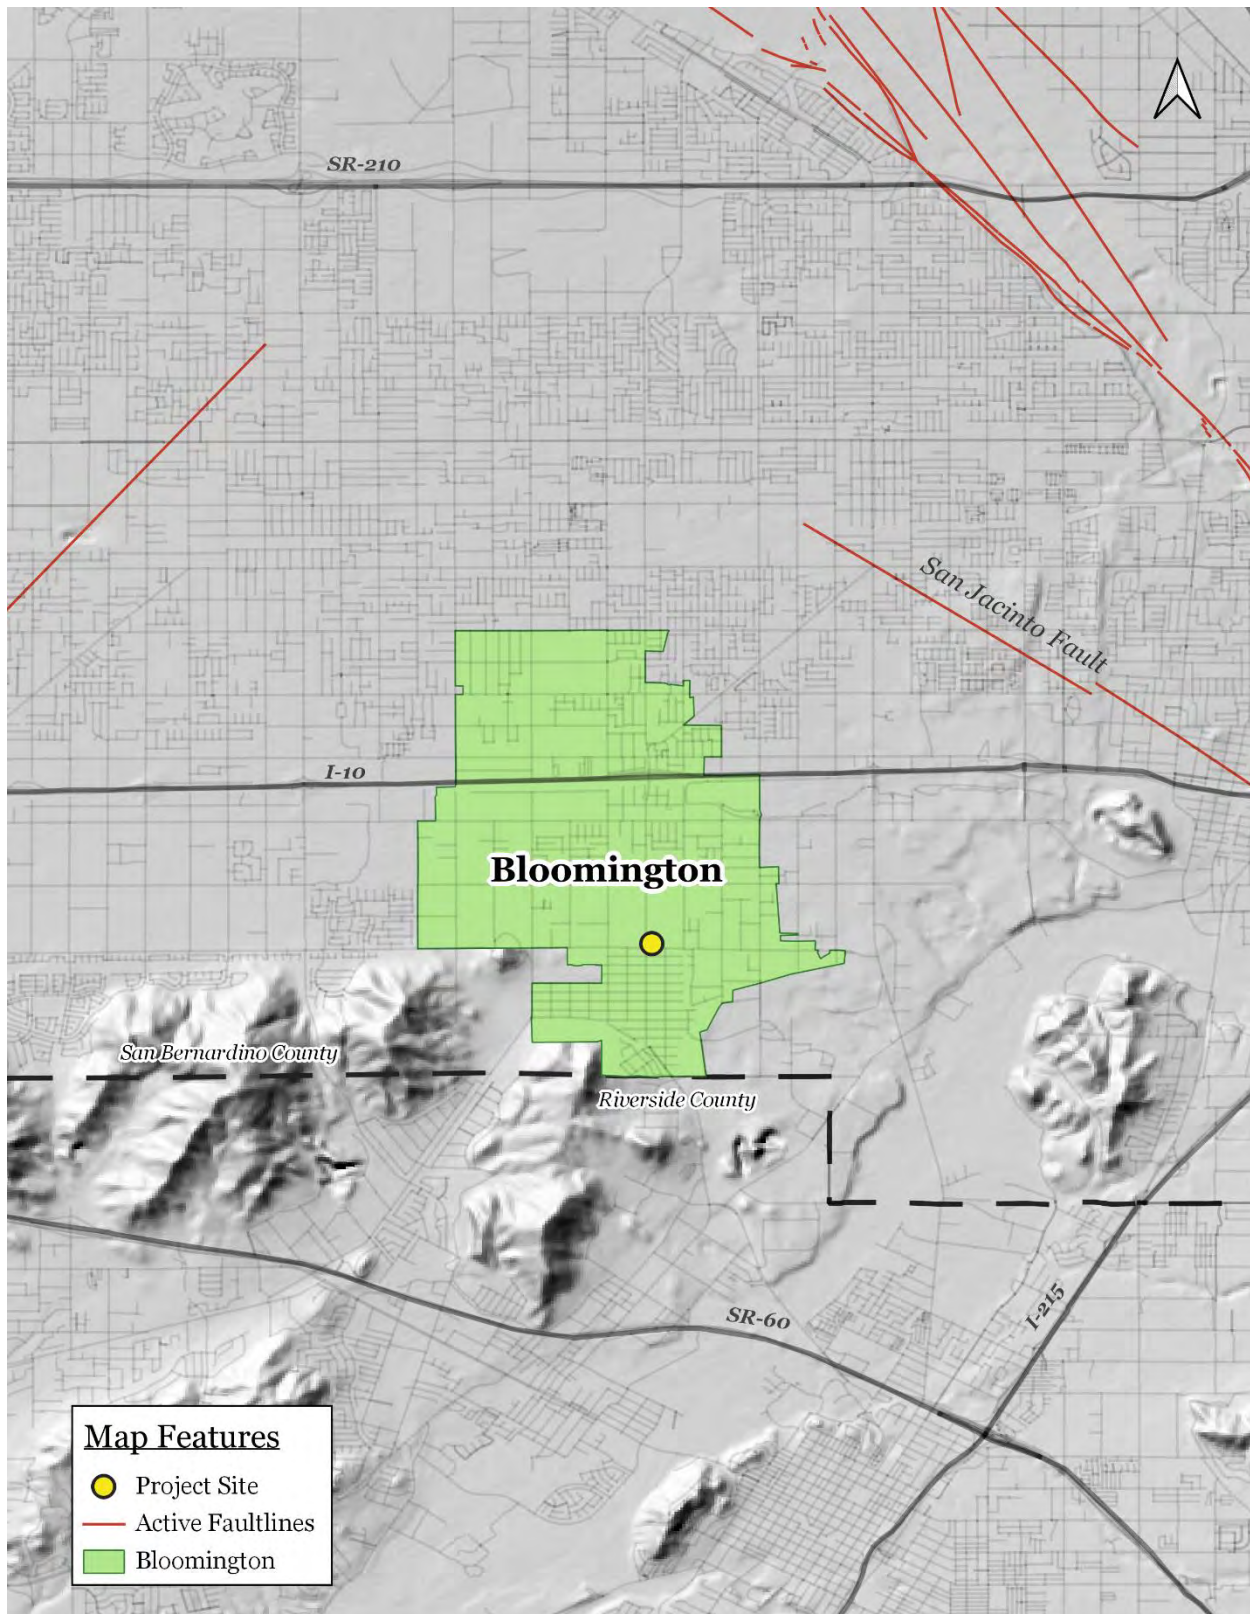 SR-210
San Jacinto Fault
I-10
Bloomington
San Bernardino County
Riverside County
I-215
SR-60
Map Features
Project Site
Active Faultlines
Bloomington